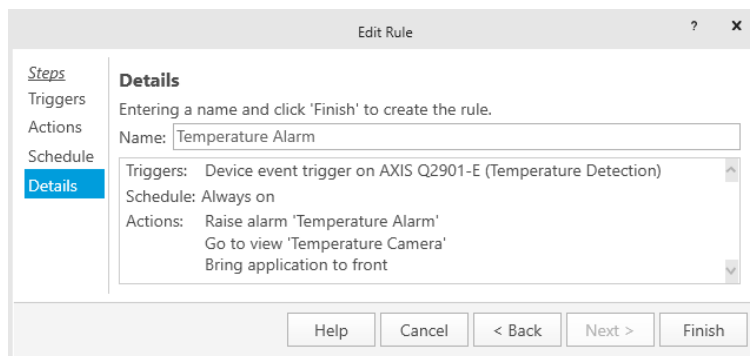 Edit Rule
? x
Steps
Triggers
Actions
Schedule
Details
Details
Entering a name and click 'Finish' to create the rule.
Name: Temperature Alarm
Triggers: Device event trigger on AXIS Q2901-E (Temperature Detection)
Schedule: Always on
Actions: Raise alarm 'Temperature Alarm'
Go to view 'Temperature Camera'
Bring application to front
Help Cancel < Back Next > Finish